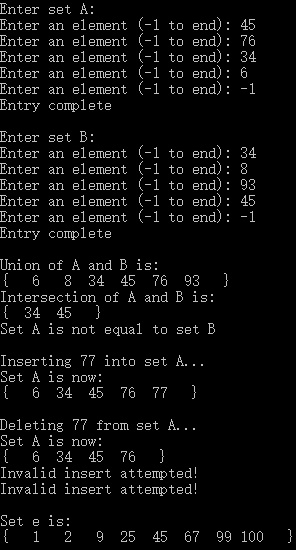 Enter set A:
Enter an element (-1 to end): 45
Enter an element (-1 to end): 76
Enter an element (-1 to end): 34
Enter an element (-1 to end): 6
Enter an element (-1 to end): -1
Entry complete
Enter set B:
Enter an element (-1 to end): 34
Enter an element (-1 to end): 8
Enter an element (-1 to end): 93
Enter an element (-1 to end): 45
Enter an element (-1 to end): -1
Entry complete
Union of A and B is:
{   6   8  34  45  76  93   }
Intersection of A and B is:
{  34  45   }
Set A is not equal to set B
Inserting 77 into set A...
Set A is now:
{   6  34  45  76  77   }
Deleting 77 from set A...
Set A is now:
{   6  34  45  76   }
Invalid insert attempted!
Invalid insert attempted!
Set e is:
{   1   2   9  25  45  67  99 100   }